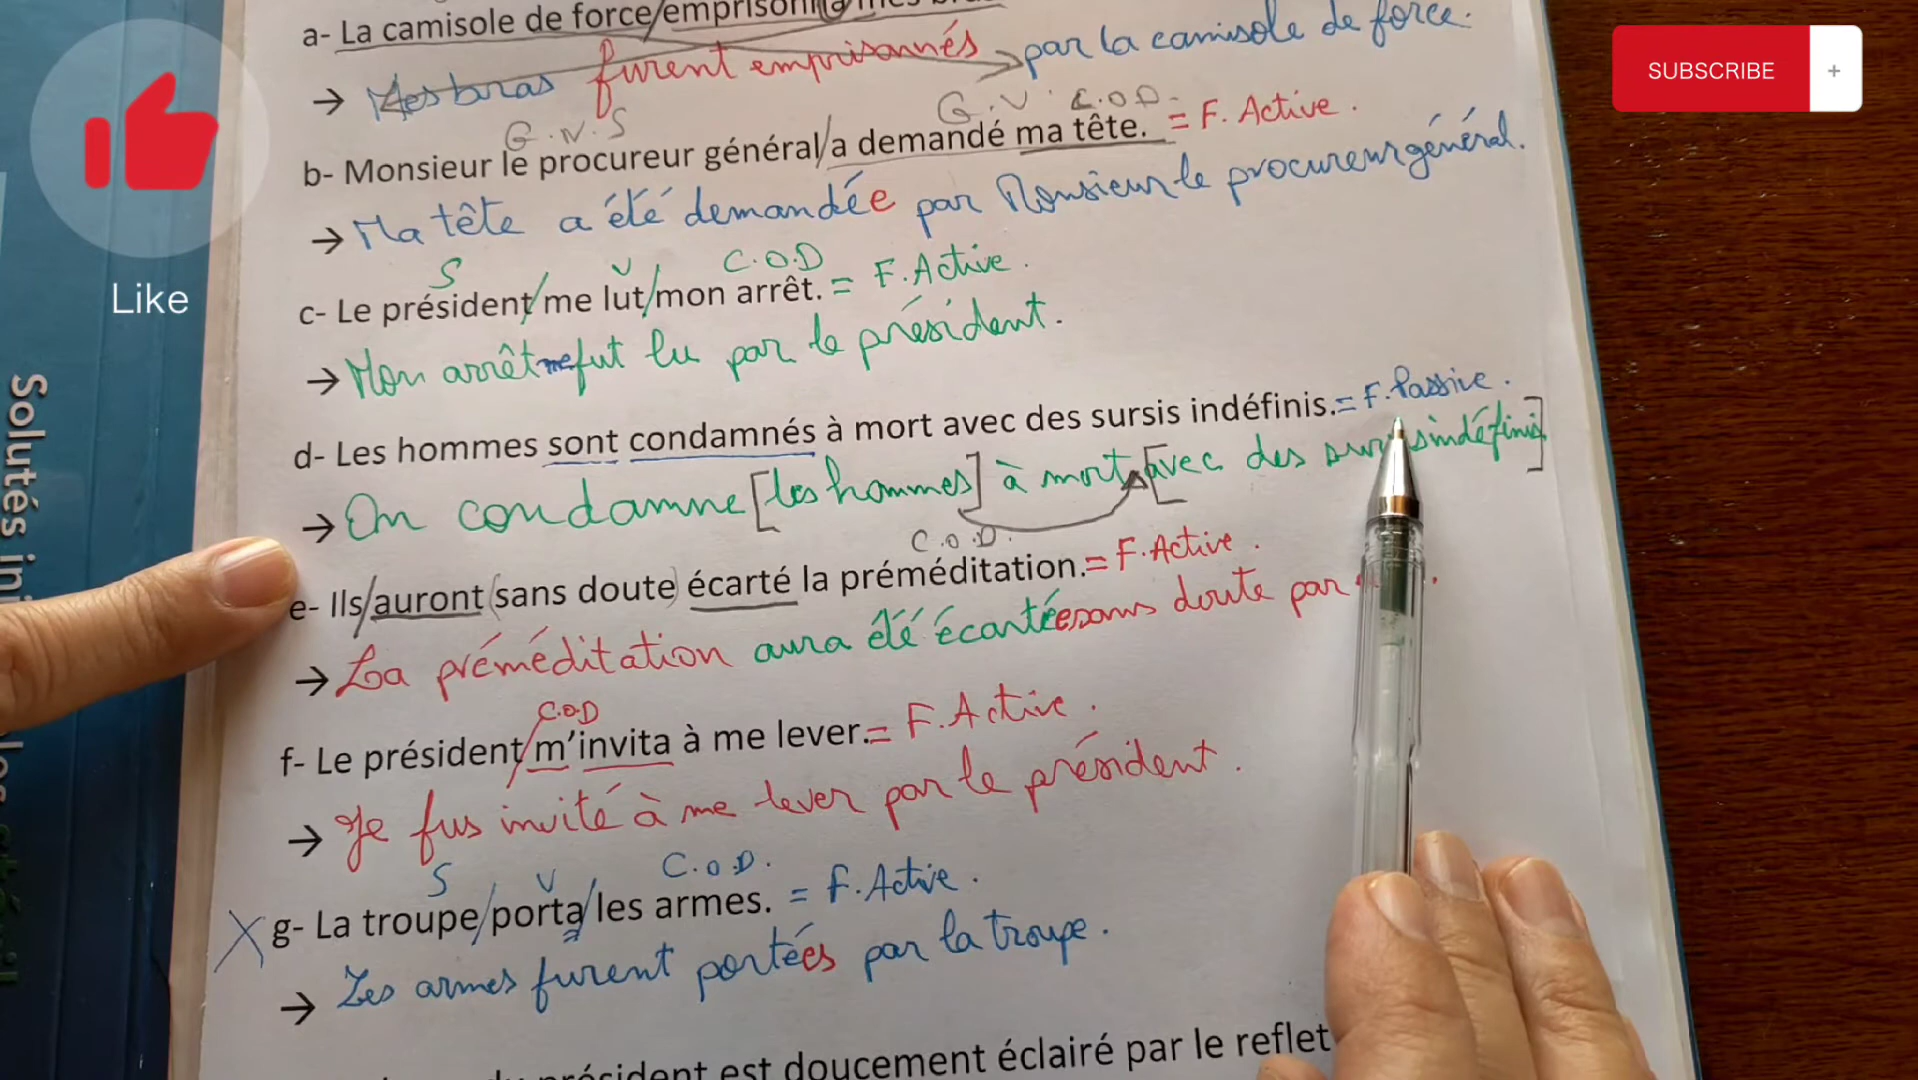 a- La camisole de force/emprisonna mes bras
→ Mes bras furent emprisonnés par la camisole de force.
G.N.S G.V. C.O.D.
b- Monsieur le procureur général/a demandé ma tête. = F. Active.
→ Ma tête a été demandée par Monsieur le procureur général.
S V C.O.D
c- Le président/me lut/mon arrêt. = F. Active.
→ Mon arrêt me fut lu par le président.
d- Les hommes sont condamnés à mort avec des sursis indéfinis. = F. Passive.
→ On condamne [les hommes] à mort [avec des sursis indéfinis]
C.O.D.
e- Ils/auront (sans doute) écarté la préméditation. = F. Active.
→ La préméditation aura été écartée sans doute par
C.O.D
f- Le président/m'invita à me lever. = F. Active.
→ Je fus invité à me lever par le président.
S V C.O.D.
g- La troupe/porta/les armes. = F. Active.
→ Les armes furent portées par la troupe.
président est doucement éclairé par le reflet
Like
SUBSCRIBE +
Solutés